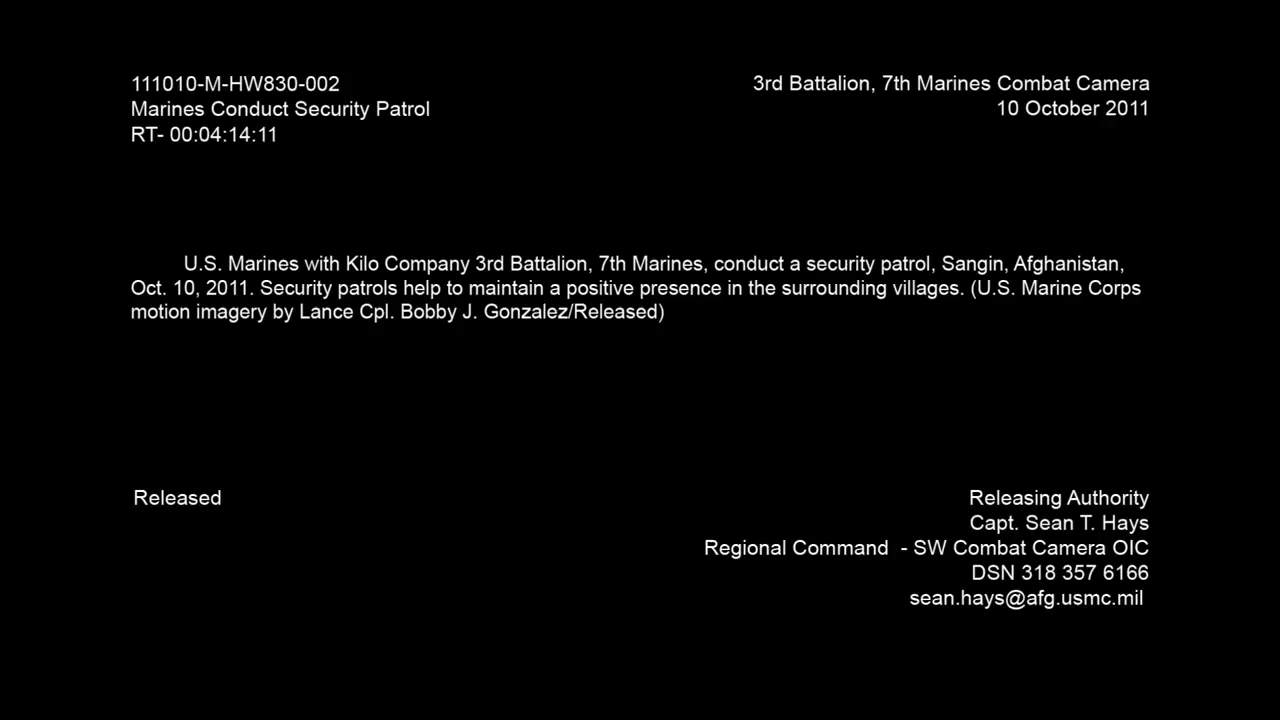 111010-M-HW830-002
Marines Conduct Security Patrol
RT- 00:04:14:11
3rd Battalion, 7th Marines Combat Camera
10 October 2011
U.S. Marines with Kilo Company 3rd Battalion, 7th Marines, conduct a security patrol, Sangin, Afghanistan,
Oct. 10, 2011. Security patrols help to maintain a positive presence in the surrounding villages. (U.S. Marine Corps
motion imagery by Lance Cpl. Bobby J. Gonzalez/Released)
Released
Releasing Authority
Capt. Sean T. Hays
Regional Command  - SW Combat Camera OIC
DSN 318 357 6166
sean.hays@afg.usmc.mil